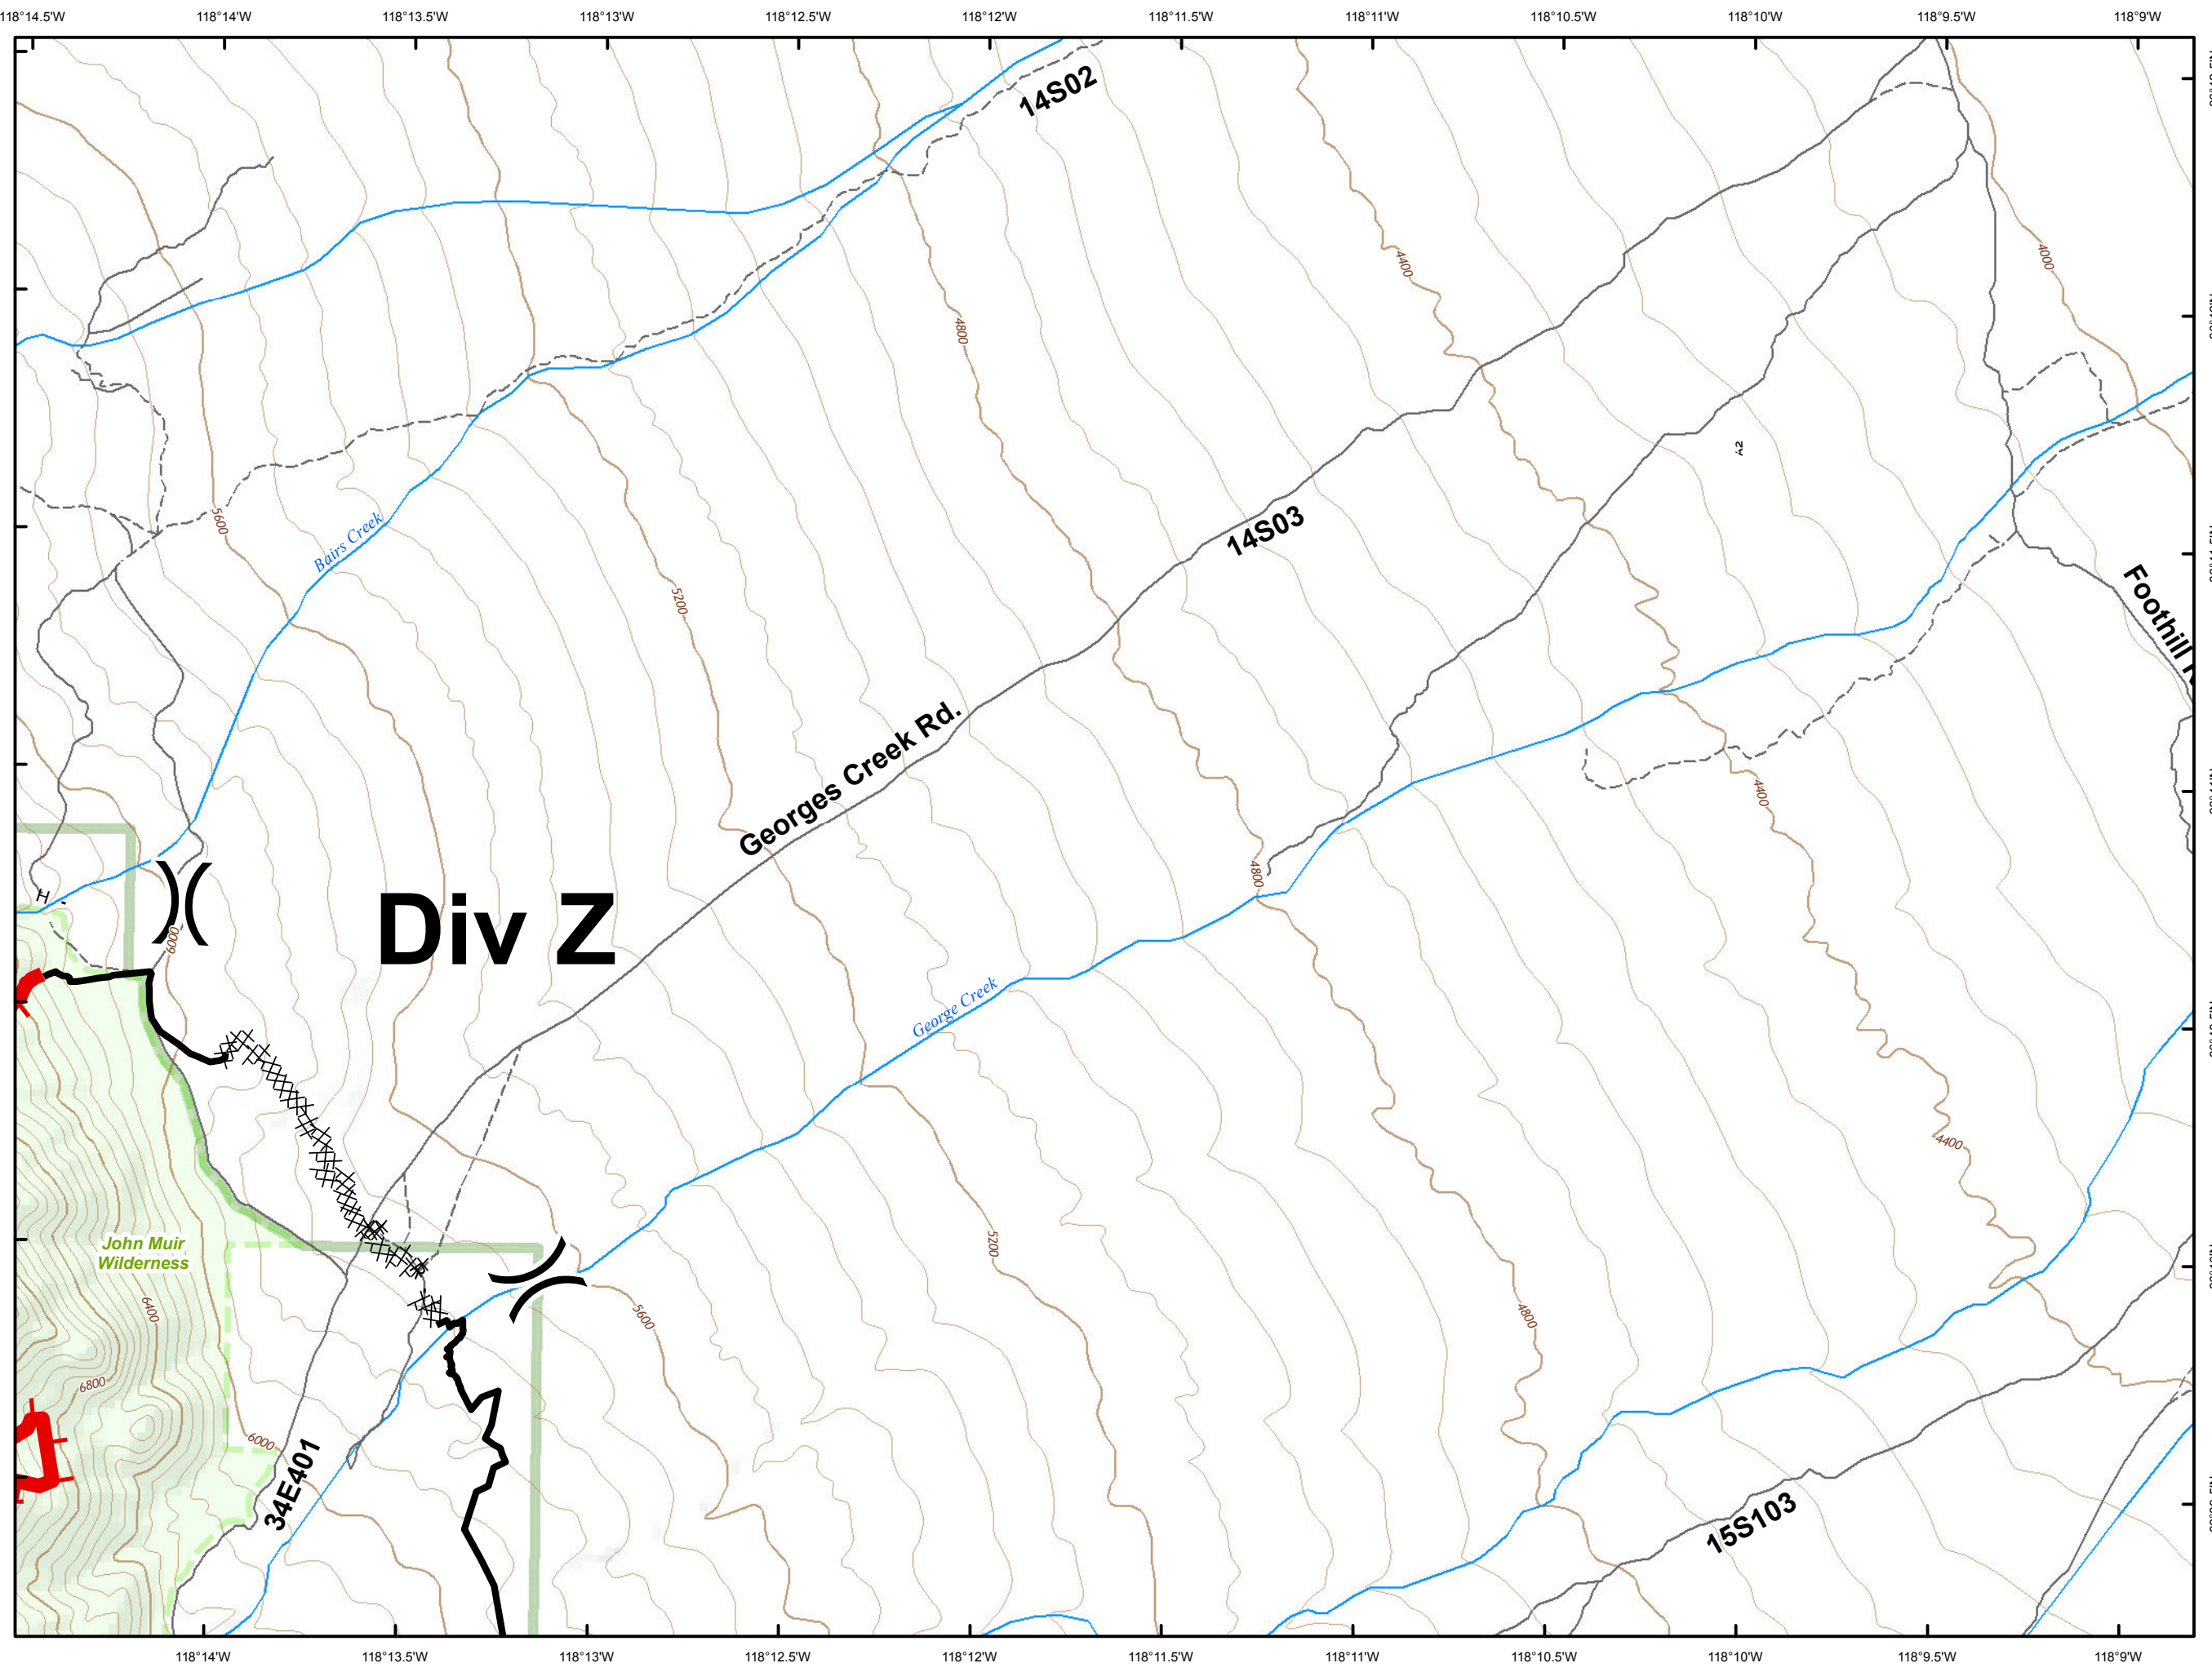 118°14.5'W
118°14'W
118°13.5'W
118°13'W
118°12.5'W
118°12'W
118°11.5'W
118°11'W
118°10.5'W
118°10'W
118°9.5'W
118°9'W
14S02
4400
4000
4800
A2
5600
Bairs Creek
14S03
5200
Foothill
Georges Creek Rd.
4400
4800
H
Div Z
6000
George Creek
4400
5200
John Muir
Wilderness
6400
5600
4800
6800
6000
34E401
15S103
118°14'W
118°13.5'W
118°13'W
118°12.5'W
118°12'W
118°11.5'W
118°11'W
118°10.5'W
118°10'W
118°9.5'W
118°9'W